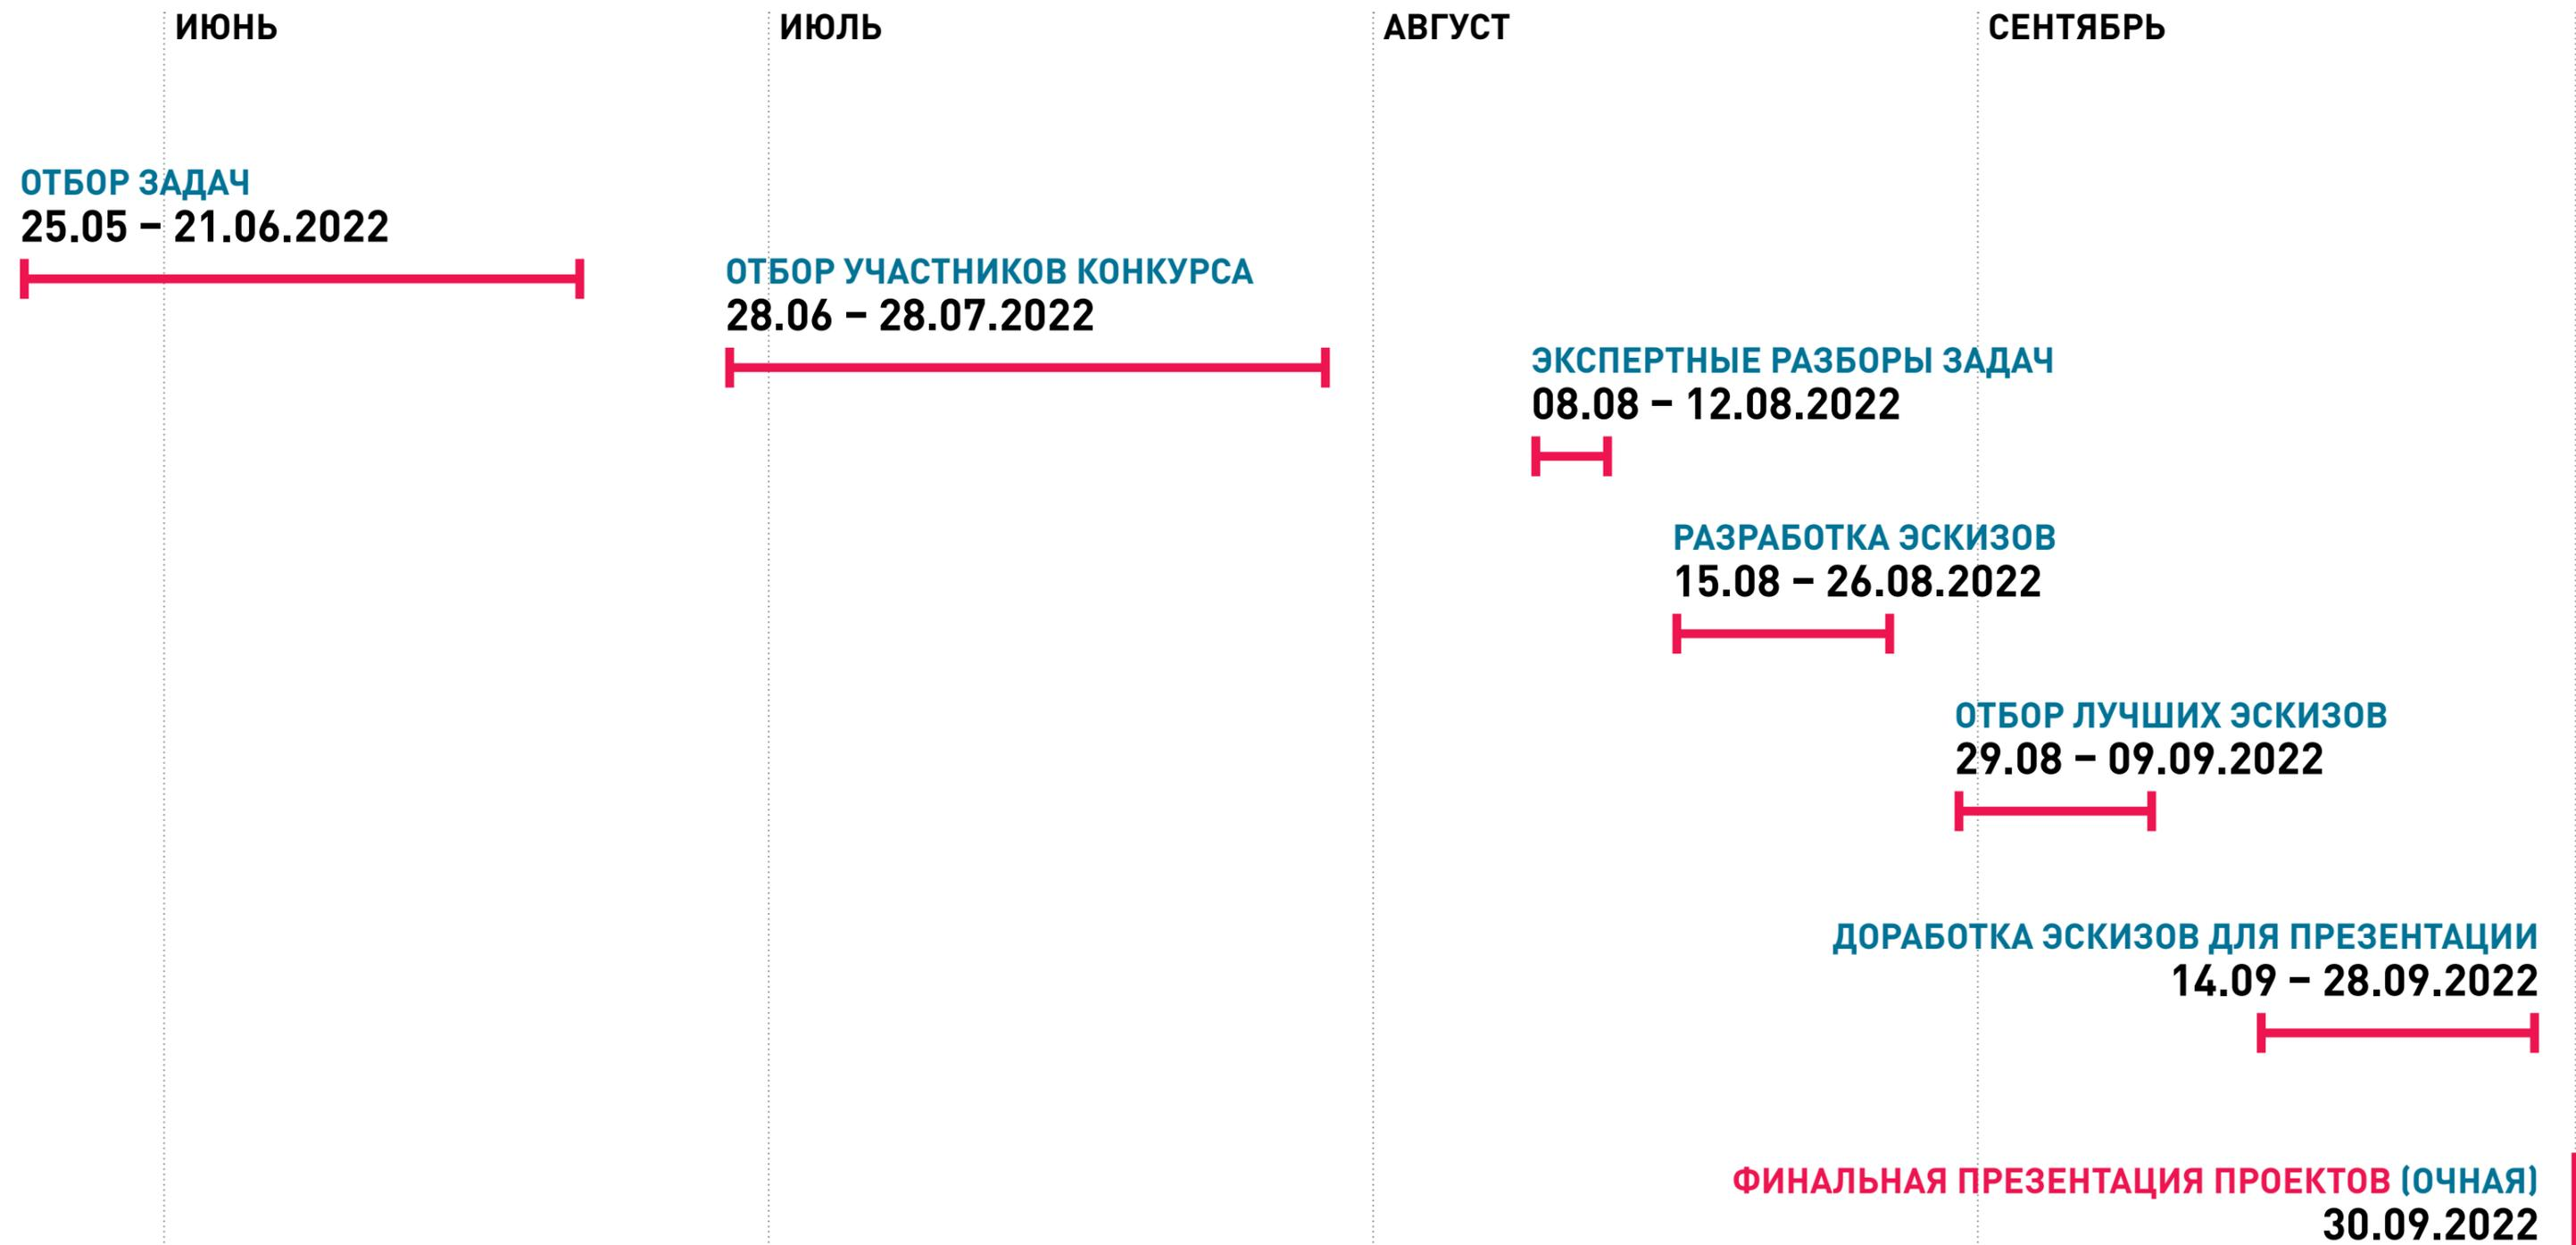 ИЮНЬ
ИЮЛЬ
АВГУСТ
СЕНТЯБРЬ
ОТБОР ЗАДАЧ
25.05 – 21.06.2022
ОТБОР УЧАСТНИКОВ КОНКУРСА
28.06 – 28.07.2022
ЭКСПЕРТНЫЕ РАЗБОРЫ ЗАДАЧ
08.08 – 12.08.2022
РАЗРАБОТКА ЭСКИЗОВ
15.08 – 26.08.2022
ОТБОР ЛУЧШИХ ЭСКИЗОВ
29.08 – 09.09.2022
ДОРАБОТКА ЭСКИЗОВ ДЛЯ ПРЕЗЕНТАЦИИ
14.09 – 28.09.2022
ФИНАЛЬНАЯ ПРЕЗЕНТАЦИЯ ПРОЕКТОВ (ОЧНАЯ)
30.09.2022